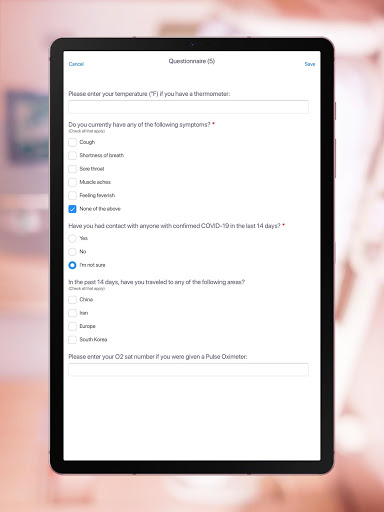 Cancel Questionnaire (5) Save
Please enter your temperature (°F) if you have a thermometer:
Do you currently have any of the following symptoms? *
(Check all that apply)
Cough
Shortness of breath
Sore throat
Muscle aches
Feeling feverish
None of the above
Have you had contact with anyone with confirmed COVID-19 in the last 14 days? *
Yes
No
I'm not sure
In the past 14 days, have you traveled to any of the following areas?
(Check all that apply)
China
Iran
Europe
South Korea
Please enter your O2 sat number if you were given a Pulse Oximeter: